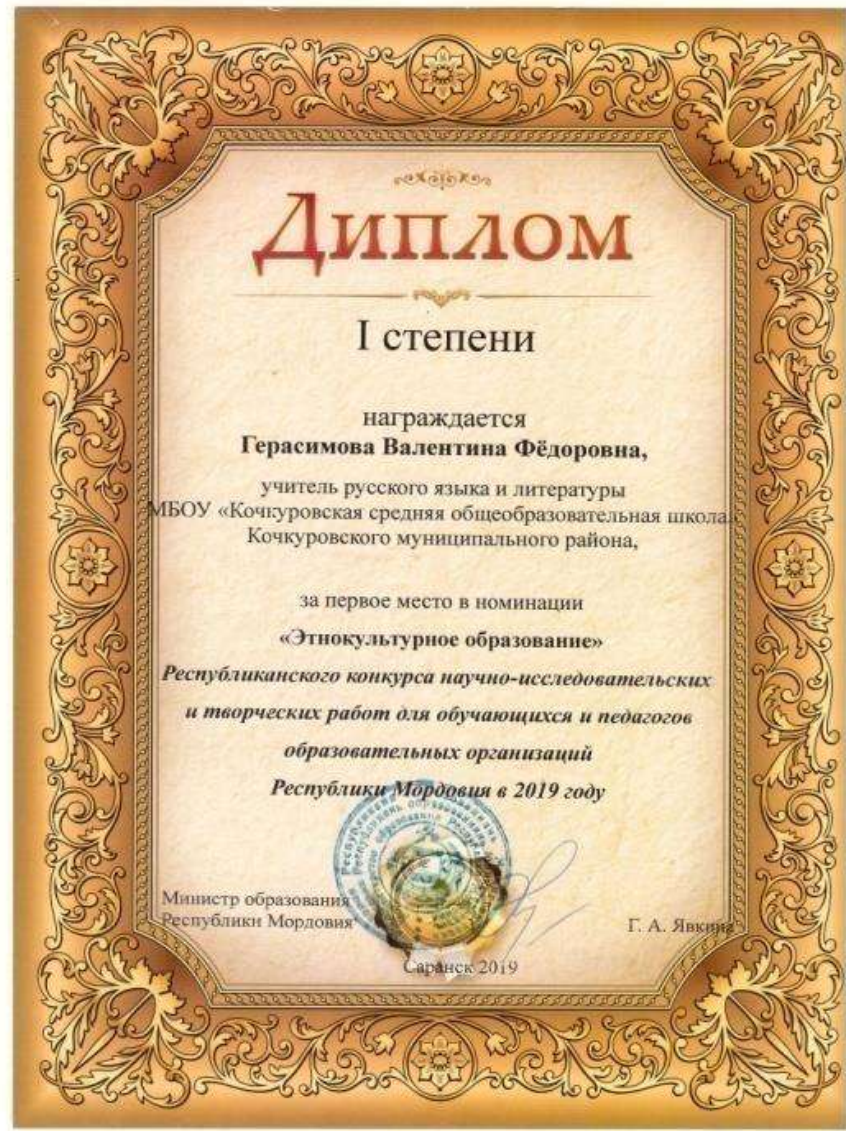 Диплом
I степени
награждается
Герасимова Валентина Фёдоровна,
учитель русского языка и литературы
МБОУ «Кочкуровская средняя общеобразовательная школа»
Кочкуровского муниципального района,
за первое место в номинации
«Этнокультурное образование»
Республиканского конкурса научно-исследовательских
и творческих работ для обучающихся и педагогов
образовательных организаций
Республики Мордовия в 2019 году
Министр образования
Республики Мордовия
Г. А. Явкина
Саранск 2019